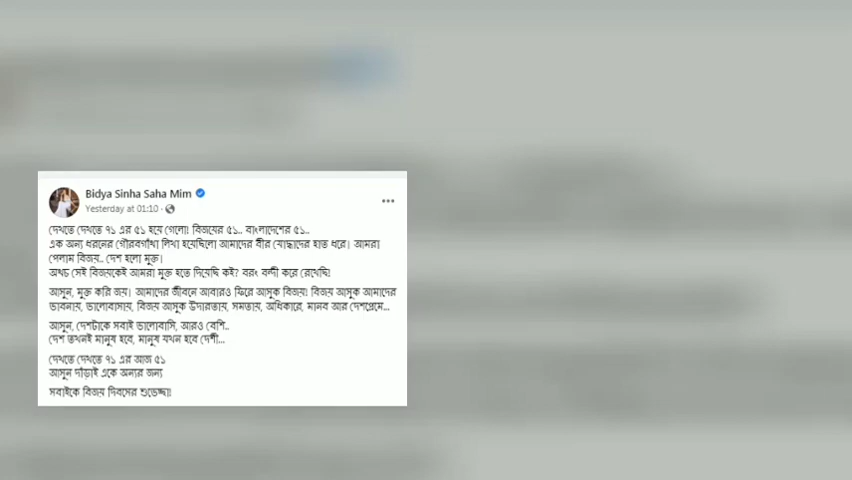 Bidya Sinha Saha Mim
Yesterday at 01:10 ·
দেখতে দেখতে ৭১ এর ৫১ হয়ে গেলো! বিজয়ের ৫১.. বাংলাদেশের ৫১..
এক অন্য ধরনের গৌরবগাঁথা লিখা হয়েছিলো আমাদের বীর যোদ্ধাদের হাত ধরে। আমরা
পেলাম বিজয়.. দেশ হলো মুক্ত।
অথচ সেই বিজয়কেই আমরা মুক্ত হতে দিয়েছি কই? বরং বন্দী করে রেখেছি!
আসুন, মুক্ত করি জয়। আমাদের জীবনে আবারও ফিরে আসুক বিজয়! বিজয় আসুক আমাদের
ভাবনায়, ভালোবাসায়, বিজয় আসুক উদারতায়, সমতায়, অধিকারে, মানব আর দেশপ্রেমে...
আসুন, দেশটাকে সবাই ভালোবাসি, আরও বেশি..
দেশ তখনই মানুষ হবে, মানুষ যখন হবে দেশী...
দেখতে দেখতে ৭১ এর আজ ৫১
আসুন দাঁড়াই একে অন্যের জন্য
সবাইকে বিজয় দিবসের শুভেচ্ছা!